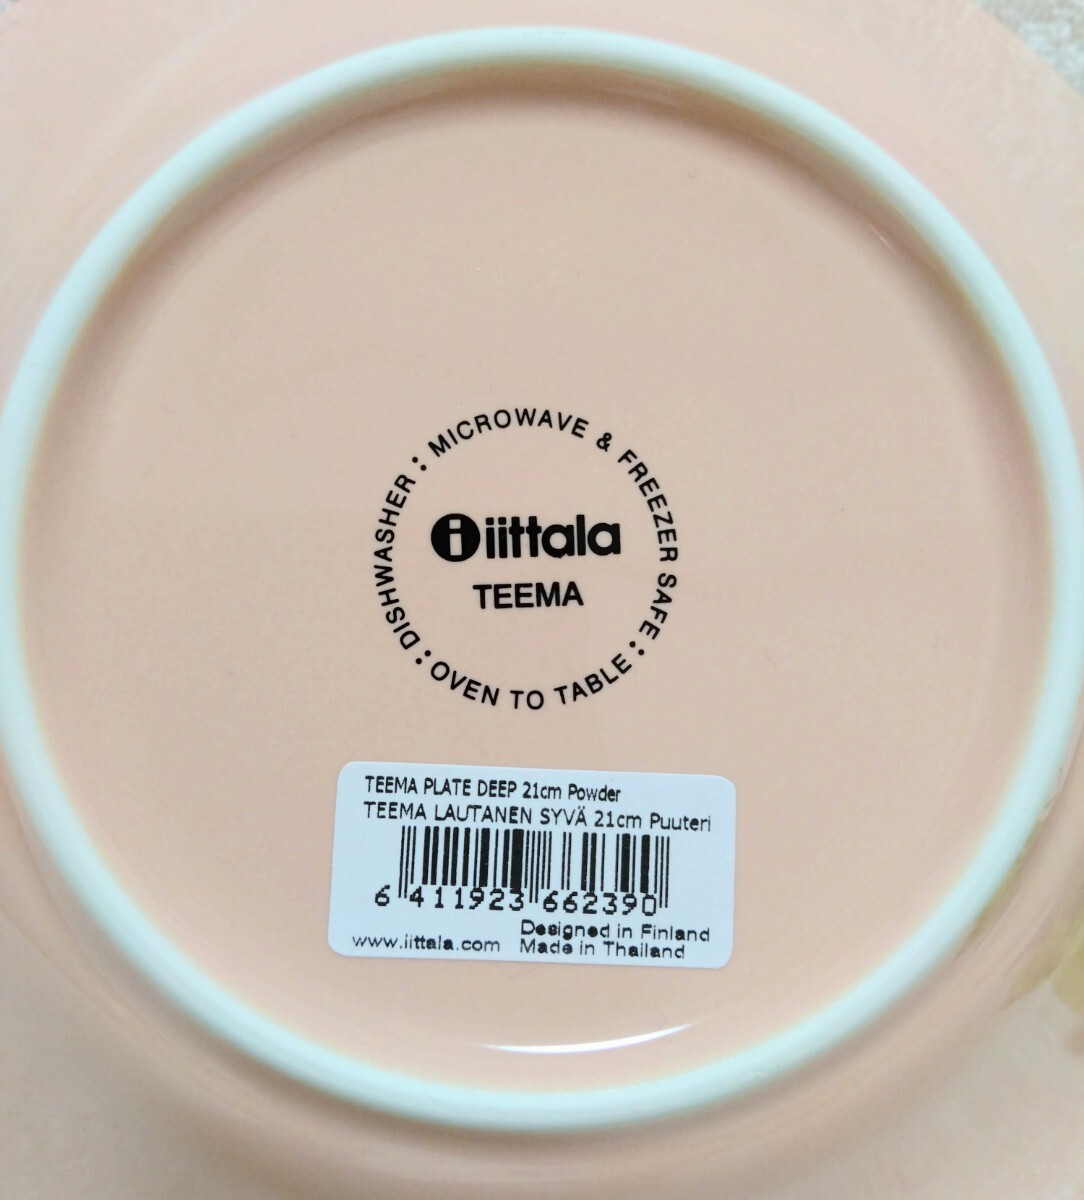 DISHWASHER : MICROWAVE & FREEZER SAFE : OVEN TO TABLE :
i iittala
TEEMA
TEEMA PLATE DEEP 21cm Powder
TEEMA LAUTANEN SYVÄ 21cm Puuteri
6 411923 662390
Designed in Finland
www.iittala.com Made in Thailand